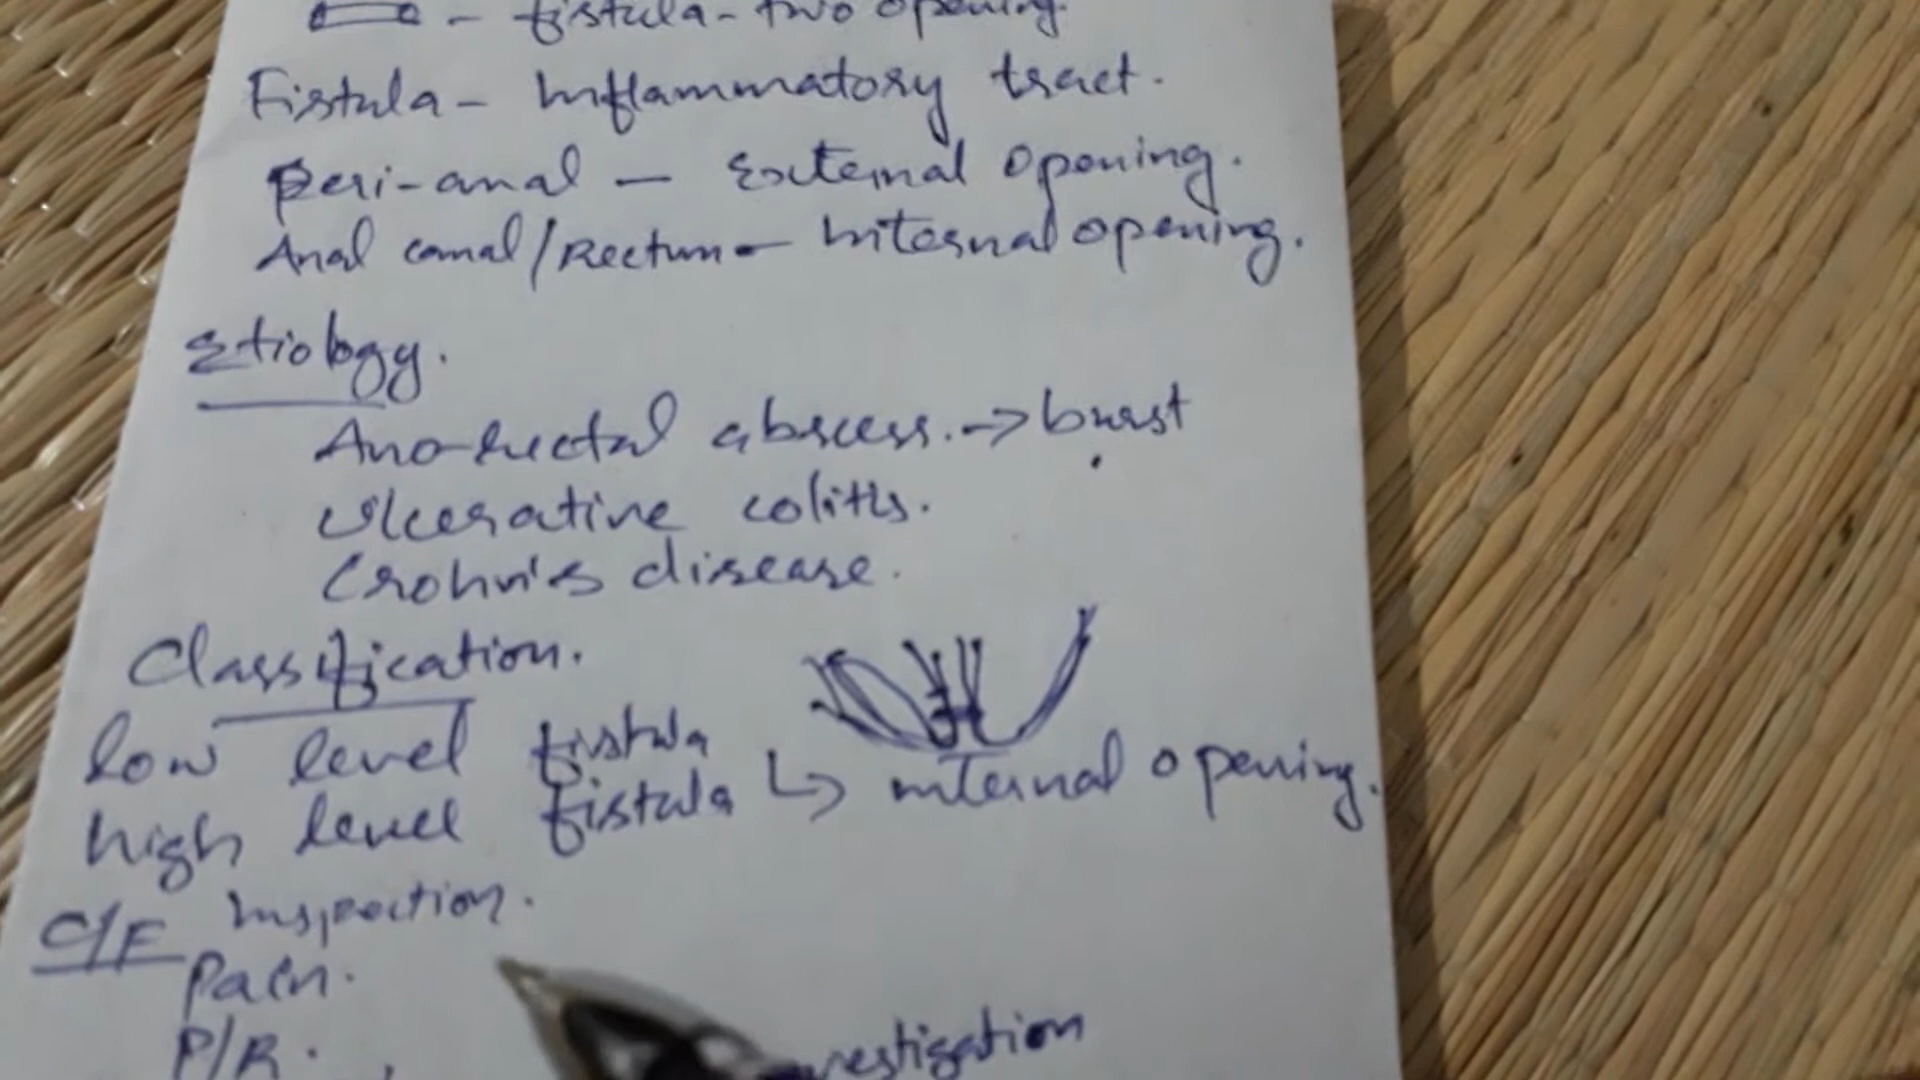 - fistula - two opening.
Fistula - Inflammatory tract.
Peri-anal - External opening.
Anal canal/Rectum - Internal opening.
Etiology.
Ano-rectal abscess. -> burst
Ulcerative colitis.
Crohn's disease.
Classification.
low level fistula
high level fistula ↳ internal opening.
C/F Inspection.
Pain.
P/R.